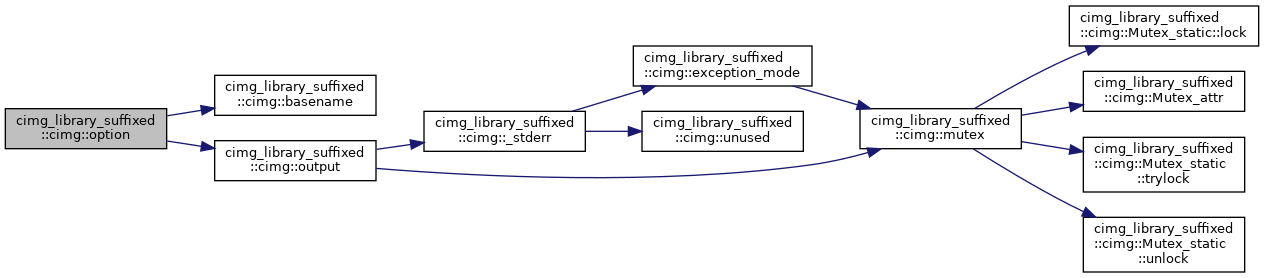 cimg_library_suffixed
::cimg::option
cimg_library_suffixed
::cimg::basename
cimg_library_suffixed
::cimg::output
cimg_library_suffixed
::cimg::_stderr
cimg_library_suffixed
::cimg::exception_mode
cimg_library_suffixed
::cimg::unused
cimg_library_suffixed
::cimg::mutex
cimg_library_suffixed
::cimg::Mutex_static::lock
cimg_library_suffixed
::cimg::Mutex_attr
cimg_library_suffixed
::cimg::Mutex_static
::trylock
cimg_library_suffixed
::cimg::Mutex_static
::unlock